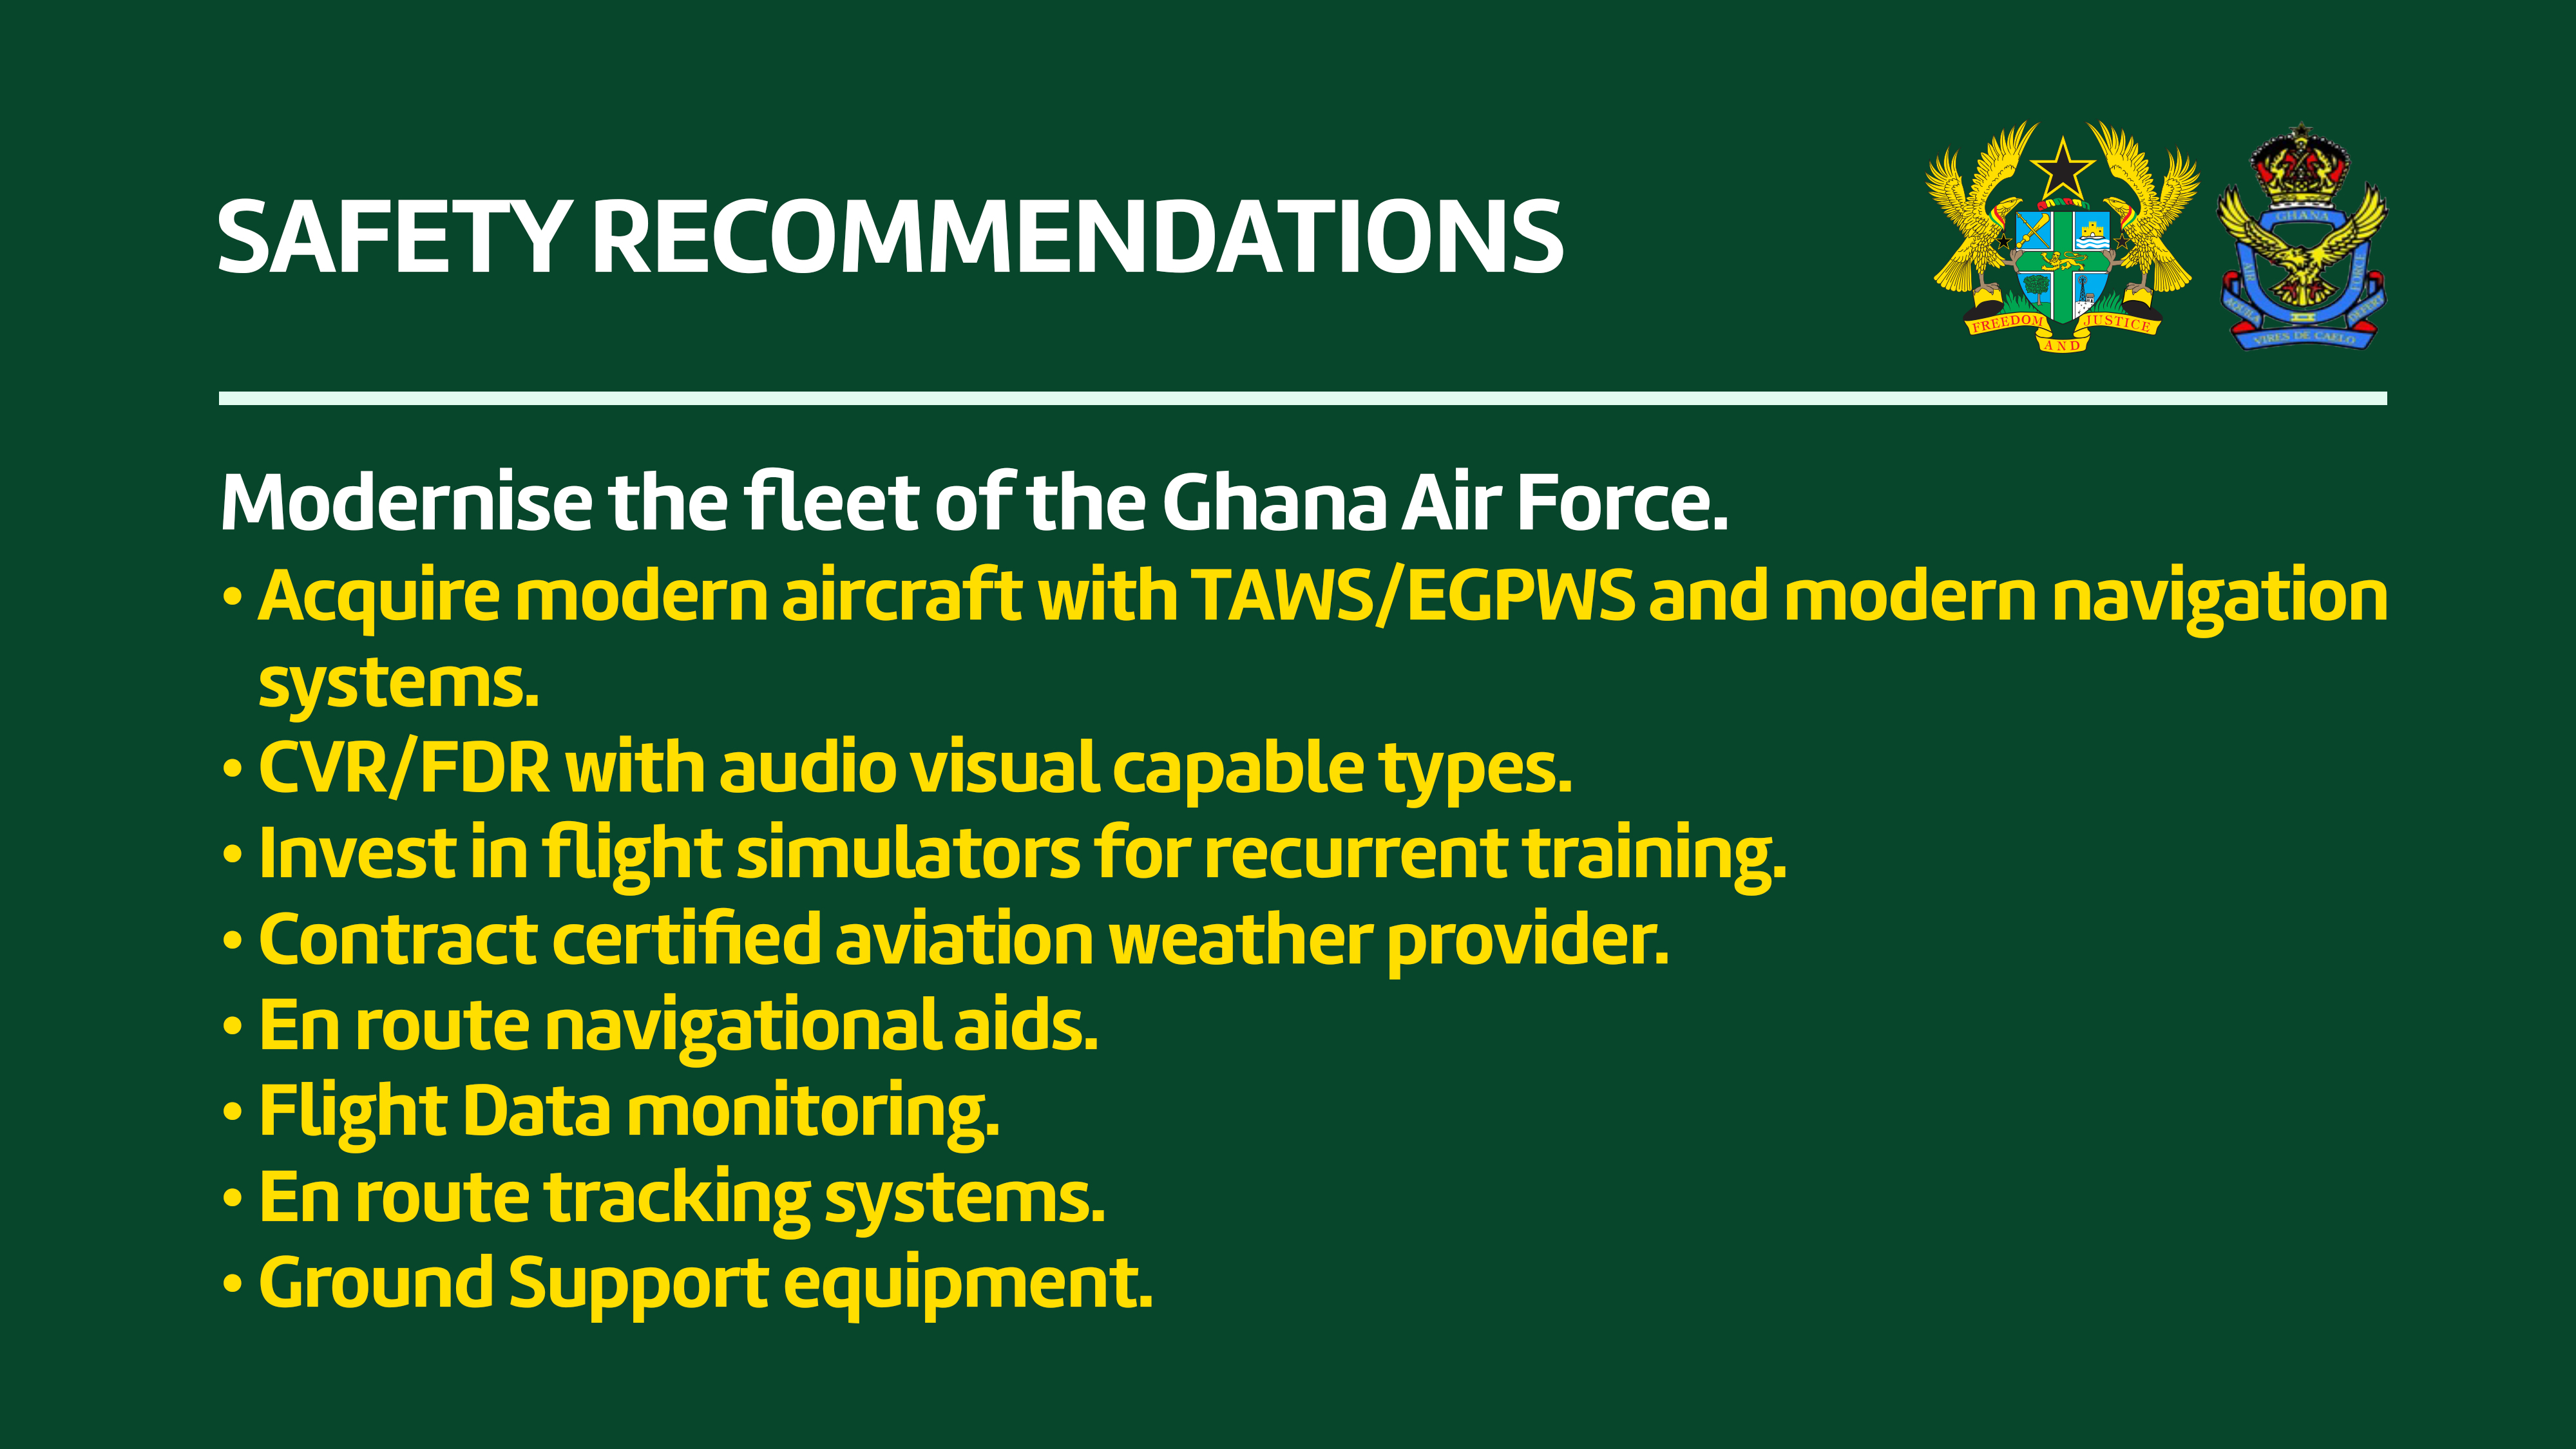 SAFETY RECOMMENDATIONS
FREEDOM
AND
JUSTICE
GHANA
AIR
FORCE
AQUILA
DEFERT
VIRES DE CAELO
Modernise the fleet of the Ghana Air Force.
• Acquire modern aircraft with TAWS/EGPWS and modern navigation
systems.
• CVR/FDR with audio visual capable types.
• Invest in flight simulators for recurrent training.
• Contract certified aviation weather provider.
• En route navigational aids.
• Flight Data monitoring.
• En route tracking systems.
• Ground Support equipment.